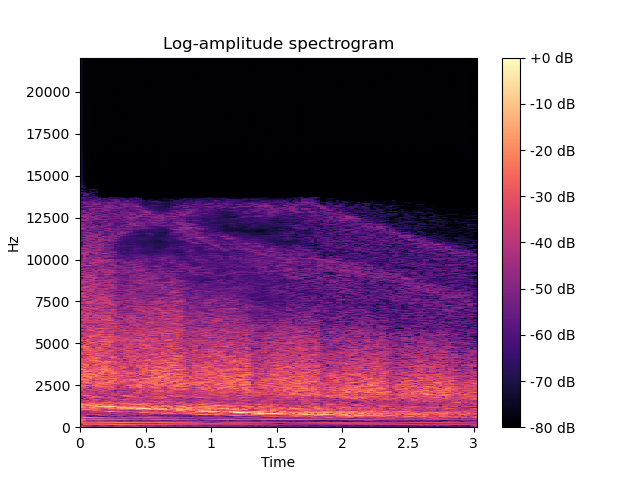 Log-amplitude spectrogram
Hz
20000
17500
15000
12500
10000
7500
5000
2500
0
0 0.5 1 1.5 2 2.5 3
Time
+0 dB
-10 dB
-20 dB
-30 dB
-40 dB
-50 dB
-60 dB
-70 dB
-80 dB